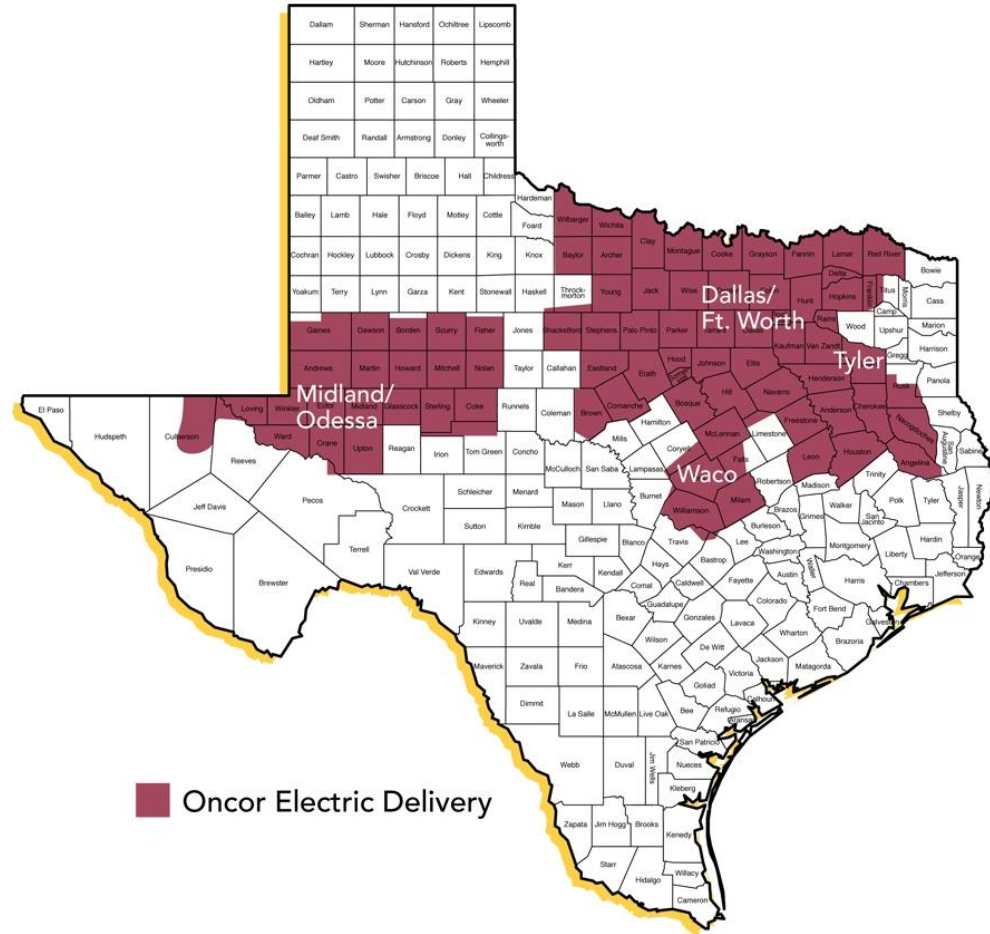 Dallam Sherman Hansford Ochiltree Lipscomb
Hartley Moore Hutchinson Roberts Hemphill
Oldham Potter Carson Gray Wheeler
Deaf Smith Randall Armstrong Donley Collings-
worth
Parmer Castro Swisher Briscoe Hall Childress
Hardeman
Bailey Lamb Hale Floyd Motley Cottle Foard Wilbarger Wichita
Clay Montague Cooke Grayson Fannin Lamar Red River Bowie
Cochran Hockley Lubbock Crosby Dickens King Knox Baylor Archer
Delta Franklin Titus Morris Cass
Yoakum Terry Lynn Garza Kent Stonewall Haskell Throck-
morton Young Jack Wise Hunt Hopkins Camp
Dallas/
Ft. Worth
Gaines Dawson Borden Scurry Fisher Jones Shackelford Stephens Palo Pinto Parker Rains Wood Upshur Marion
Kaufman Van Zandt Gregg Harrison
Andrews Martin Howard Mitchell Nolan Taylor Callahan Eastland Erath Hood Johnson Ellis Tyler
Henderson Rusk Panola
El Paso Hudspeth Culberson Loving Winkler Ector Midland Glasscock Sterling Coke Runnels Coleman Brown Comanche Bosque Hill Navarro Anderson Cherokee Shelby
Midland/
Odessa
Hamilton Freestone Nacogdoches San
Augustine Sabine
Ward Crane Upton Reagan Irion Tom Green Concho Mills Coryell McLennan Limestone Leon Houston Angelina
Reeves McCulloch San Saba Lampasas Falls Waco Robertson Trinity
Jeff Davis Pecos Crockett Schleicher Menard Mason Llano Burnet Williamson Milam Brazos Madison Walker Polk Tyler Jasper Newton
Grimes San
Jacinto
Sutton Kimble Gillespie Blanco Travis Lee Burleson Washington Montgomery Liberty Hardin Orange
Presidio Brewster Terrell Val Verde Edwards Real Kerr Kendall Hays Bastrop Austin Waller Harris Chambers Jefferson
Bandera Comal Caldwell Fayette Colorado Fort Bend Galveston
Kinney Uvalde Medina Bexar Guadalupe Gonzales Lavaca Wharton Brazoria
Wilson De Witt
Maverick Zavala Frio Atascosa Karnes Victoria Jackson Matagorda
Goliad Calhoun
Dimmit La Salle McMullen Live Oak Bee Refugio Aransas
San Patricio
Webb Duval Jim Wells Nueces
Kleberg
Oncor Electric Delivery
Zapata Jim Hogg Brooks Kenedy
Starr Hidalgo Willacy
Cameron